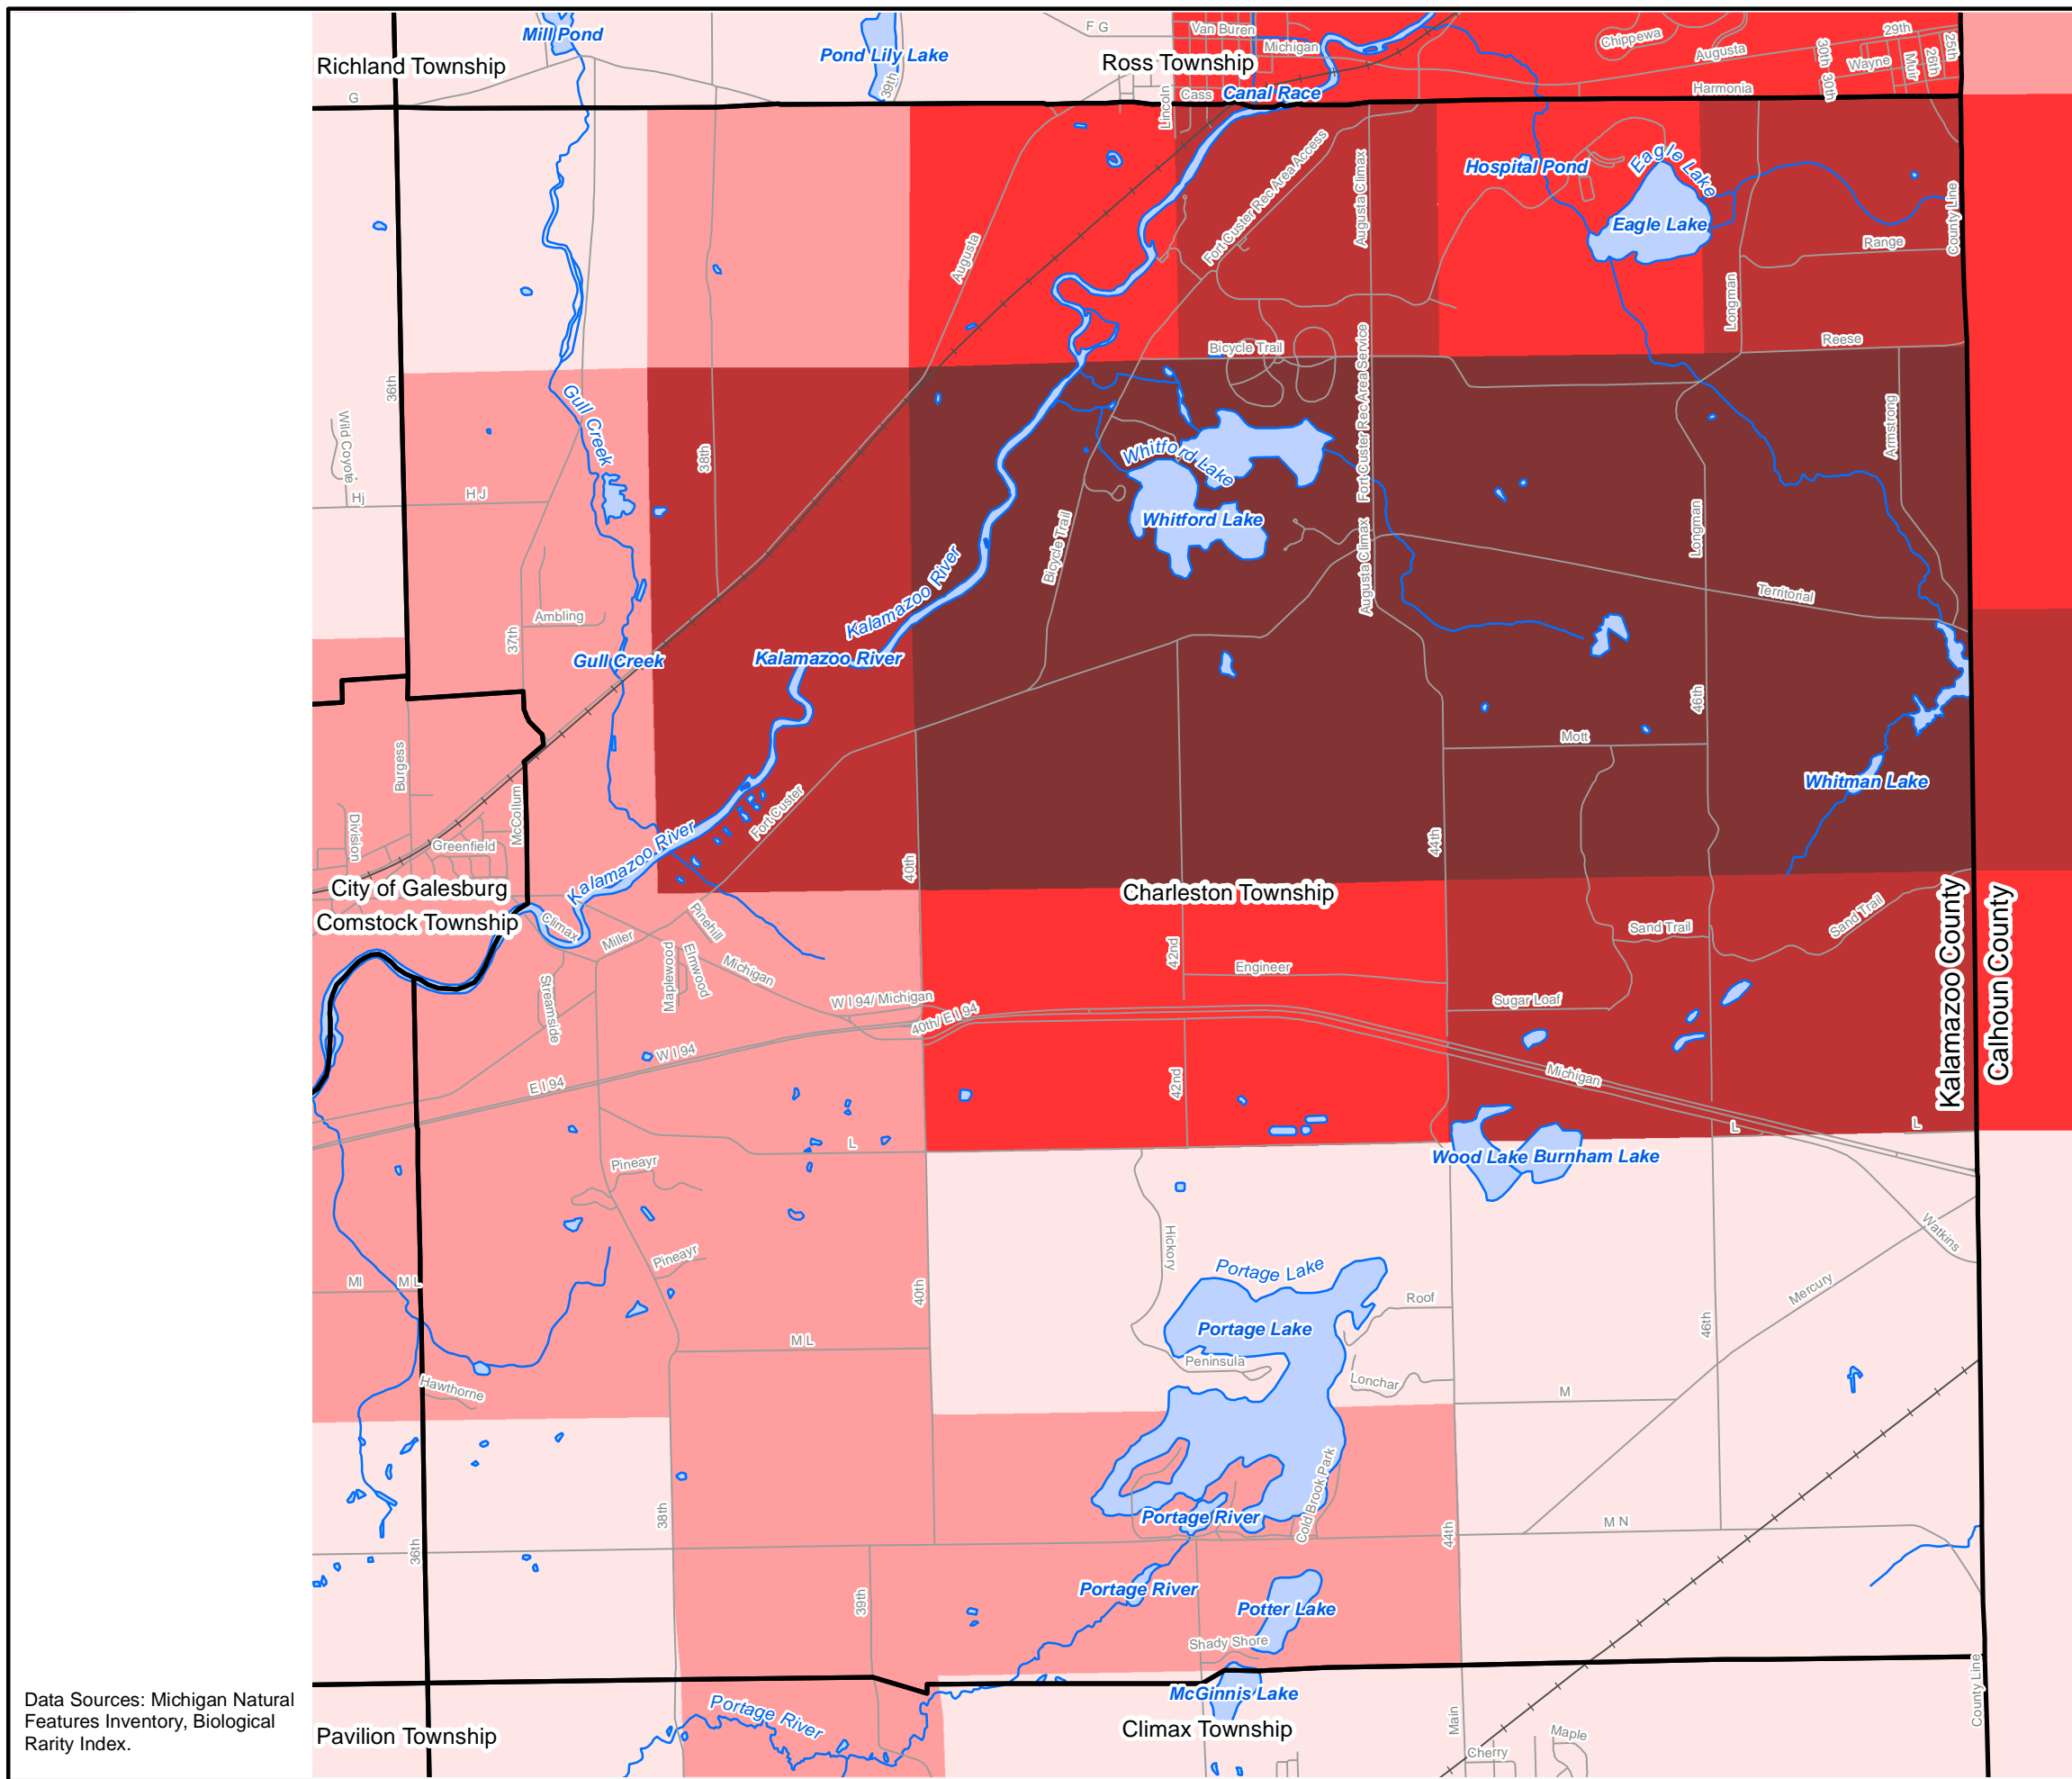 Mill Pond
Pond Lily Lake
F G
Van Buren
Michigan
Chippewa
Augusta
29th
25th
Richland Township
Ross Township
30th
30th
Wayne
Muir
26th
39th
G
Lincoln
Cass
Canal Race
Harmonia
Fort Custer Rec Area Access
Augusta Climax
Hospital Pond
Eagle Lake
Eagle Lake
County Line
Range
Augusta
Longman
Bicycle Trail
Reese
Fort Custer Rec Area Service
36th
Gull Creek
Wild Coyote
38th
Armstrong
Whitford Lake
Hj
H J
Whitford Lake
Longman
Bicycle Trail
Augusta Climax
Kalamazoo River
Territorial
Ambling
37th
Gull Creek
Kalamazoo River
46th
Mott
Burgess
Whitman Lake
Fort Custer
McCollum
Division
Greenfield
44th
Kalamazoo River
40th
City of Galesburg
Charleston Township
Comstock Township
Climax
Miller
Pinehill
Sand Trail
Sand Trail
Kalamazoo County
Calhoun County
42nd
Maplewood
Elmwood
Michigan
Engineer
Streamside
W I 94/ Michigan
40th/ E I 94
Sugar Loaf
W I 94
E I 94
42nd
Michigan
L
L
L
Wood Lake
Burnham Lake
Pineayr
Hickory
Watkins
Pineayr
Portage Lake
MI
M L
40th
Roof
Mercury
Portage Lake
46th
M L
Peninsula
Hawthorne
Lonchar
M
Cold Brook Park
38th
Portage River
M N
36th
44th
39th
Portage River
Potter Lake
Shady Shore
County Line
Data Sources: Michigan Natural
Features Inventory, Biological
Rarity Index.
McGinnis Lake
Portage River
Pavilion Township
Climax Township
Main
Maple
Cherry